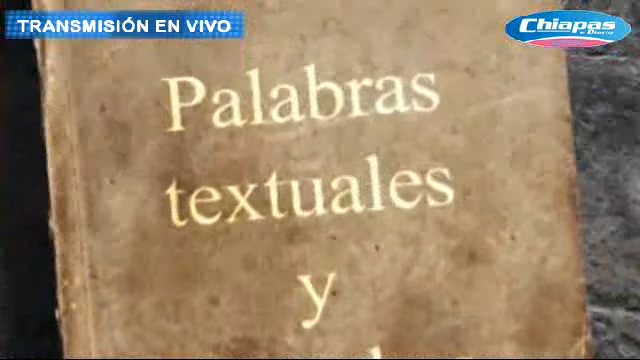 TRANSMISIÓN EN VIVO
Chiapas
Palabras
textuales
y